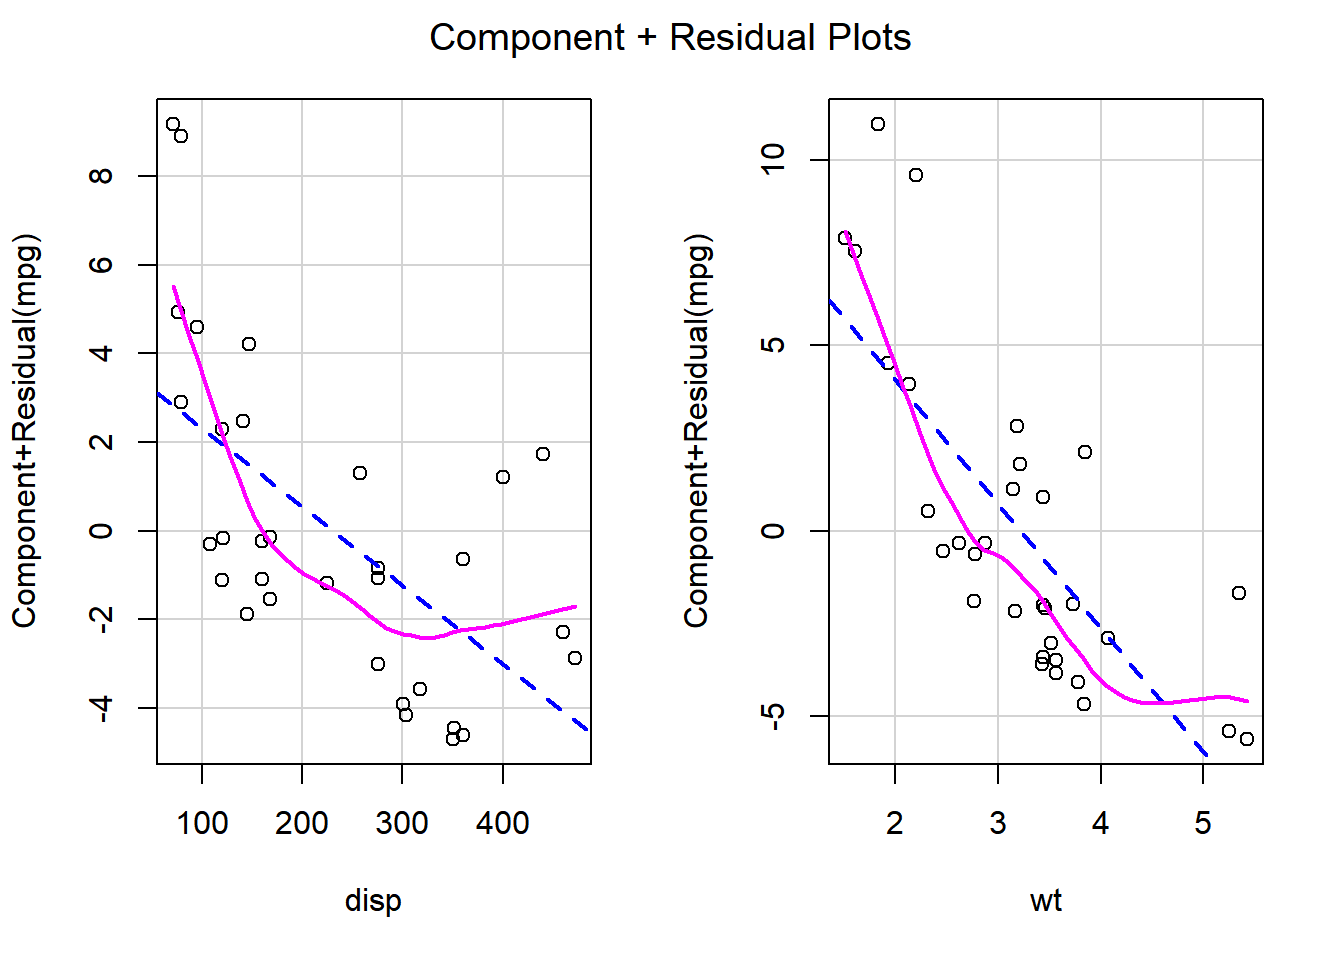 Component + Residual Plots
Component+Residual(mpg)
8
6
4
2
0
-2
-4
100 200 300 400
disp
Component+Residual(mpg)
10
5
0
-5
2 3 4 5
wt